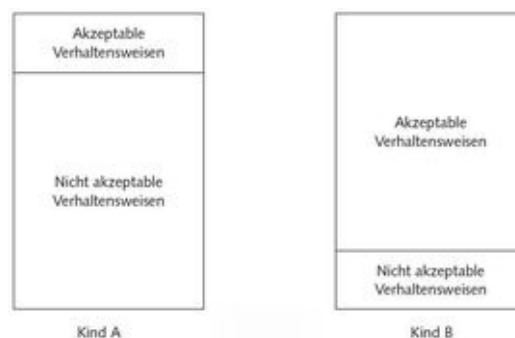 Akzeptable
Verhaltensweisen
Nicht akzeptable
Verhaltensweisen
Kind A
Akzeptable
Verhaltensweisen
Nicht akzeptable
Verhaltensweisen
Kind B